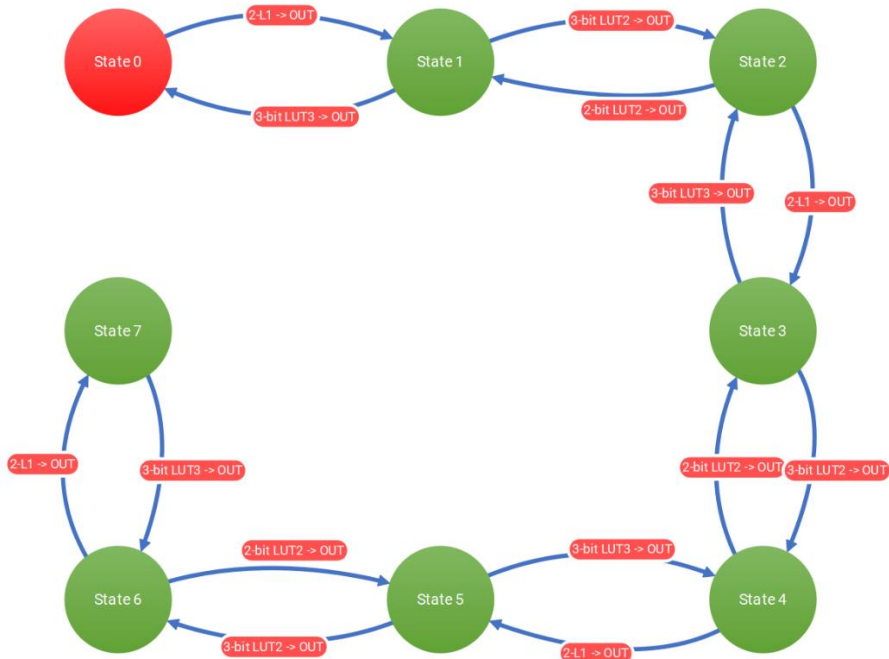 2-L1 -> OUT
3-bit LUT2 -> OUT
State 0
State 1
State 2
3-bit LUT3 -> OUT
2-bit LUT2 -> OUT
3-bit LUT3 -> OUT
2-L1 -> OUT
State 7
State 3
2-L1 -> OUT
3-bit LUT3 -> OUT
2-bit LUT2 -> OUT
3-bit LUT2 -> OUT
2-bit LUT2 -> OUT
3-bit LUT3 -> OUT
State 6
State 5
State 4
3-bit LUT2 -> OUT
2-L1 -> OUT